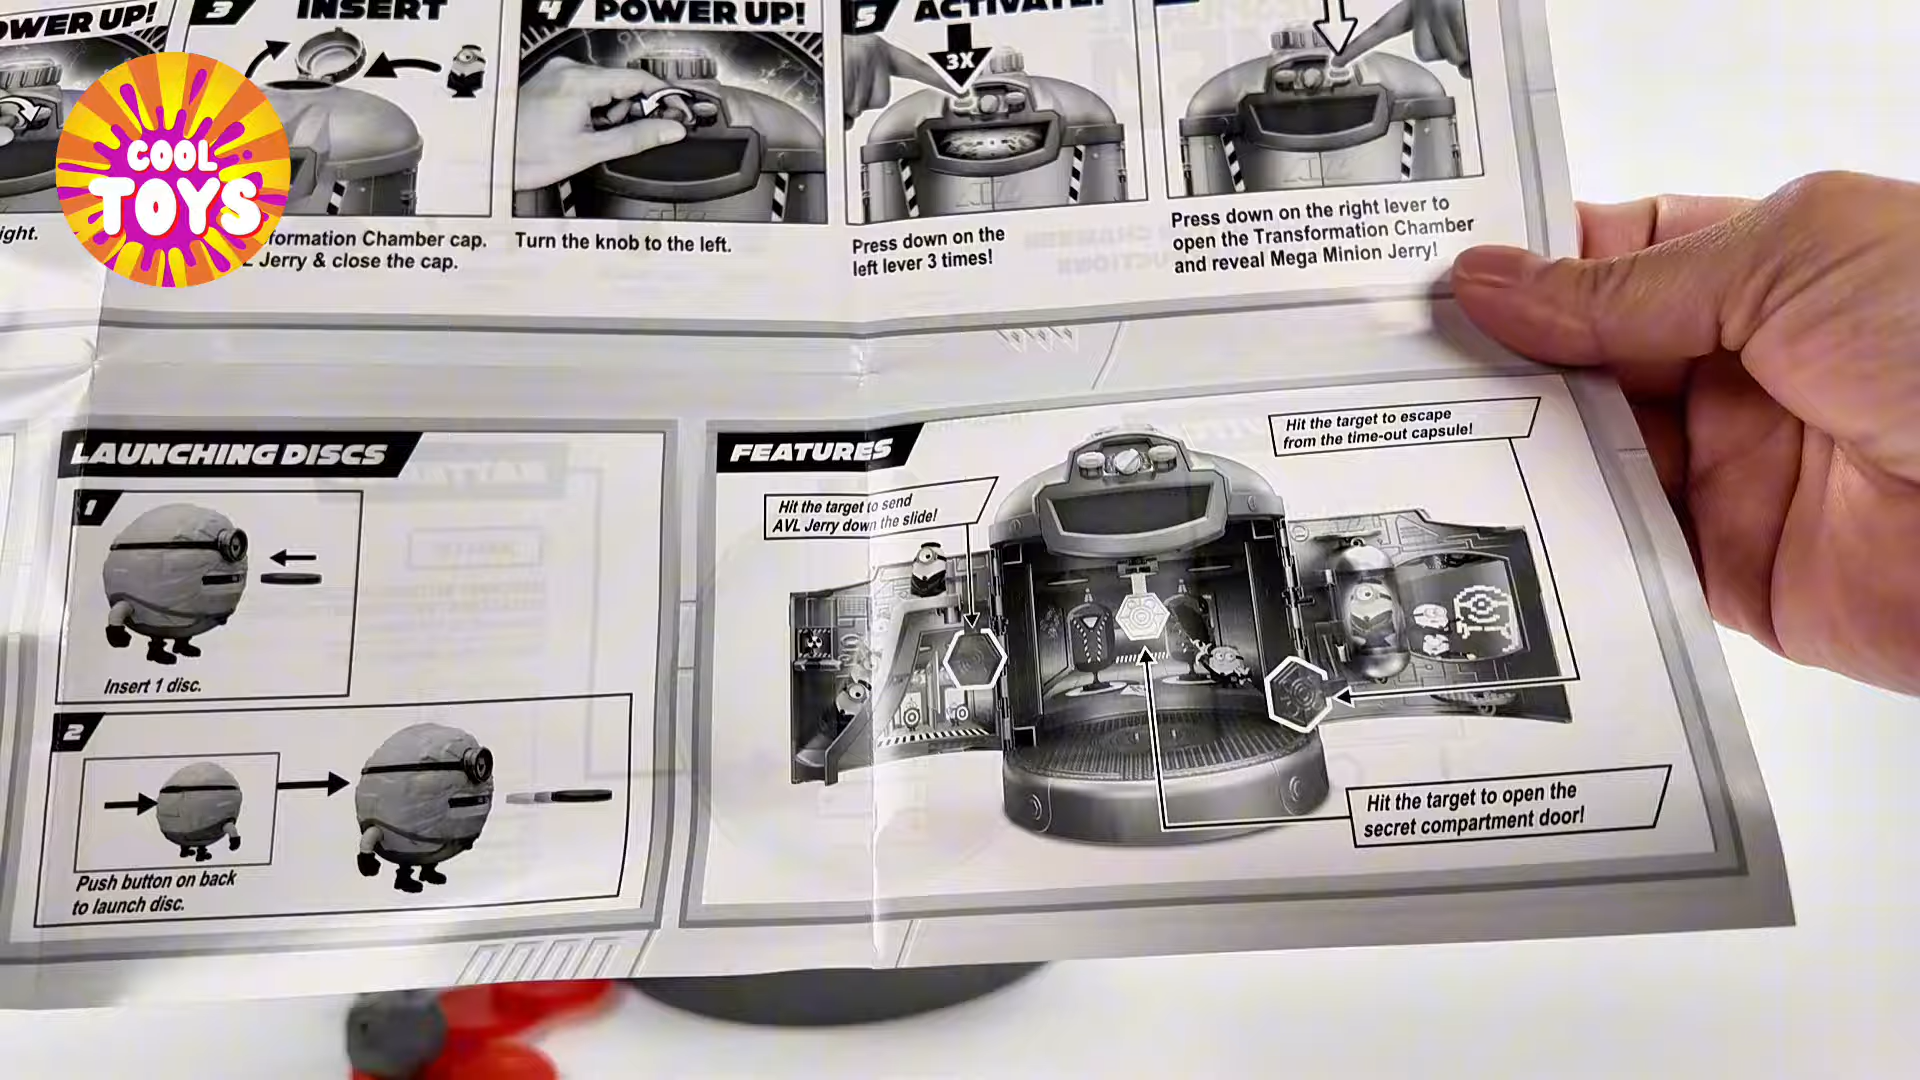 OWER UP!
3 INSERT
4 POWER UP!
5 ACTIVATE!
3X
ight.
formation Chamber cap.
Jerry & close the cap.
Turn the knob to the left.
Press down on the
left lever 3 times!
Press down on the right lever to
open the Transformation Chamber
and reveal Mega Minion Jerry!
COOL
TOYS
LAUNCHING DISCS
1
Insert 1 disc.
2
Push button on back
to launch disc.
FEATURES
Hit the target to send
AVL Jerry down the slide!
Hit the target to escape
from the time-out capsule!
Hit the target to open the
secret compartment door!